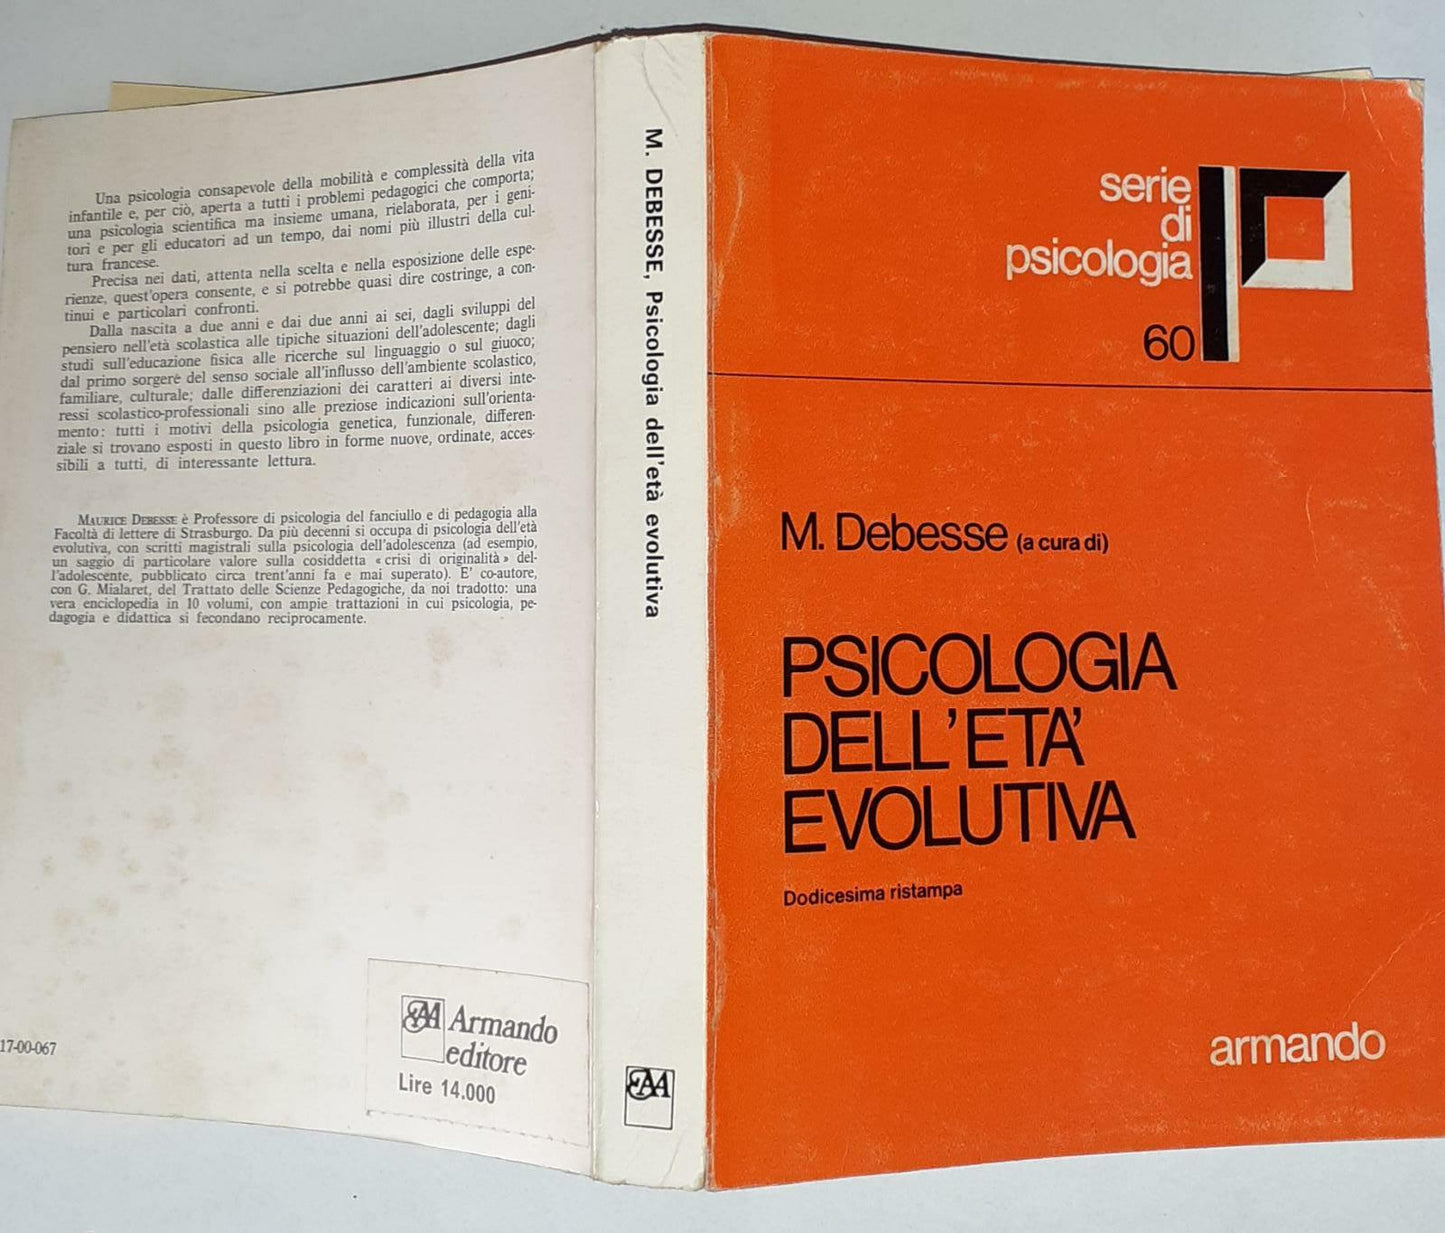 Una psicologia consapevole della mobilità e complessità della vita
infantile e, per ciò, aperta a tutti i problemi pedagogici che comporta;
una psicologia scientifica ma insieme umana, rielaborata, per i geni-
tori e per gli educatori ad un tempo, dai nomi più illustri della cul-
tura francese.
Precisa nei dati, attenta nella scelta e nella esposizione delle espe-
rienze, quest'opera consente, e si potrebbe quasi dire costringe, a con-
tinui e particolari confronti.
Dalla nascita a due anni e dai due anni ai sei, dagli sviluppi del
pensiero nell'età scolastica alle tipiche situazioni dell'adolescente; dagli
studi sull'educazione fisica alle ricerche sul linguaggio o sul giuoco;
dal primo sorgere del senso sociale all'influsso dell'ambiente scolastico,
familiare, culturale; dalle differenziazioni dei caratteri ai diversi inte-
ressi scolastico-professionali sino alle preziose indicazioni sull'orienta-
mento: tutti i motivi della psicologia genetica, funzionale, differen-
ziale si trovano esposti in questo libro in forme nuove, ordinate, acces-
sibili a tutti, di interessante lettura.
MAURICE DEBESSE è Professore di psicologia del fanciullo e di pedagogia alla
Facoltà di lettere di Strasburgo. Da più decenni si occupa di psicologia dell'età
evolutiva, con scritti magistrali sulla psicologia dell'adolescenza (ad esempio,
un saggio di particolare valore sulla cosiddetta « crisi di originalità » del-
l'adolescente, pubblicato circa trent'anni fa e mai superato). E' co-autore,
con G. Mialaret, del Trattato delle Scienze Pedagogiche, da noi tradotto: una
vera enciclopedia in 10 volumi, con ampie trattazioni in cui psicologia, pe-
dagogia e didattica si fecondano reciprocamente.
17-00-067
Armando
editore
Lire 14.000
M. DEBESSE, Psicologia dell'età evolutiva
serie
di
psicologia
60
M. Debesse (a cura di)
PSICOLOGIA
DELL'ETA'
EVOLUTIVA
Dodicesima ristampa
armando